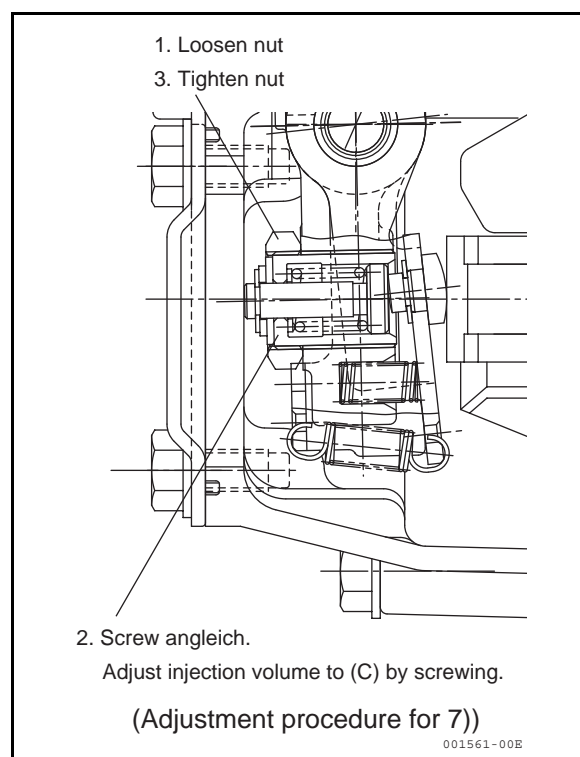 1. Loosen nut
3. Tighten nut
2. Screw angleich.
Adjust injection volume to (C) by screwing.
(Adjustment procedure for 7))
001561-00E